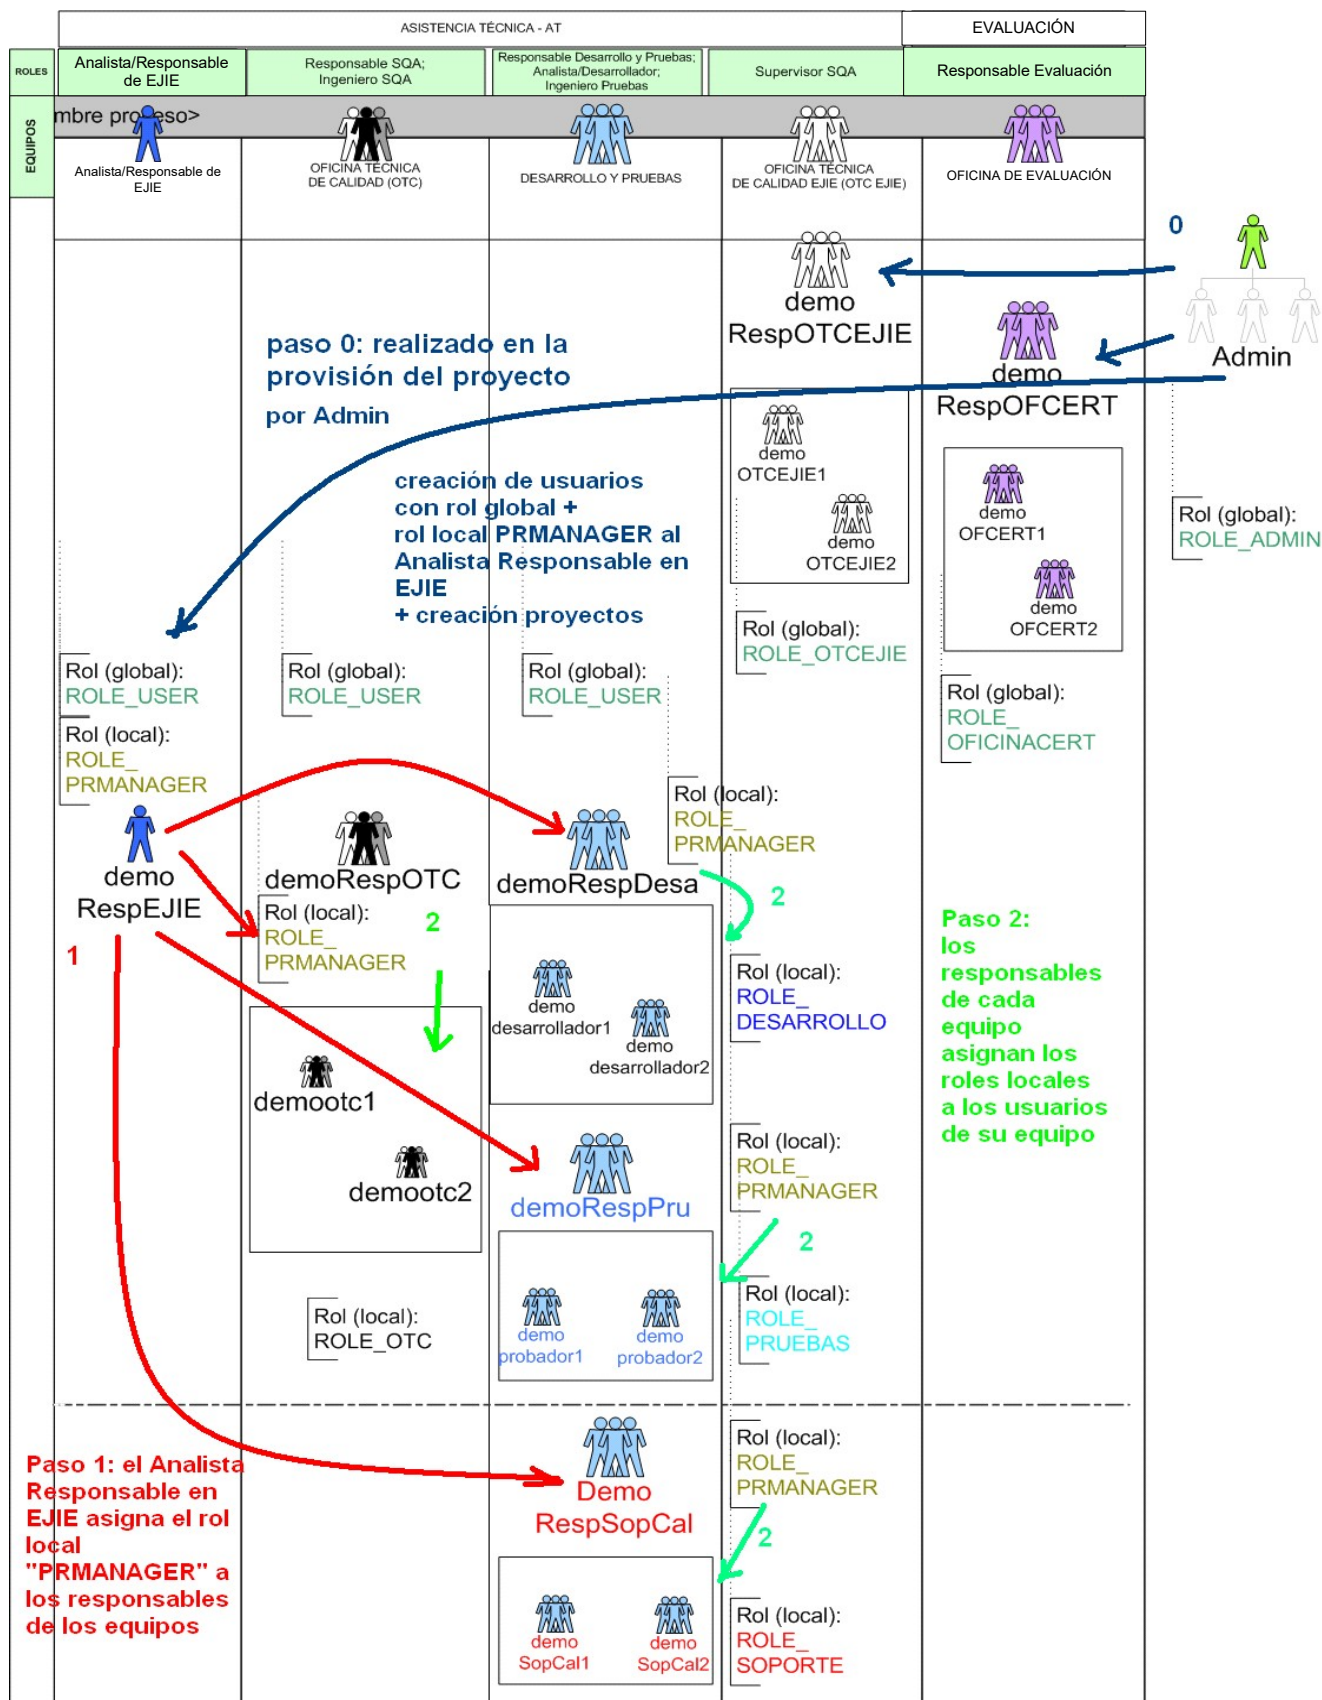 ASISTENCIA TÉCNICA - AT
EVALUACIÓN
ROLES
Analista/Responsable
de EJIE
Responsable SQA;
Ingeniero SQA
Responsable Desarrollo y Pruebas;
Analista/Desarrollador;
Ingeniero Pruebas
Supervisor SQA
Responsable Evaluación
EQUIPOS
mbre proceso>
Analista/Responsable de
EJIE
OFICINA TÉCNICA
DE CALIDAD (OTC)
DESARROLLO Y PRUEBAS
OFICINA TÉCNICA
DE CALIDAD EJIE (OTC EJIE)
OFICINA DE EVALUACIÓN
0
demo
RespOTCEJIE
Admin
demo
RespOFCERT
paso 0: realizado en la
provisión del proyecto
por Admin
demo
OTCEJIE1
demo
OTCEJIE2
demo
OFCERT1
demo
OFCERT2
Rol (global):
ROLE_ADMIN
creación de usuarios
con rol global +
rol local PRMANAGER al
Analista Responsable en
EJIE
+ creación proyectos
Rol (global):
ROLE_USER
Rol (global):
ROLE_USER
Rol (global):
ROLE_USER
Rol (global):
ROLE_OTCEJIE
Rol (global):
ROLE_
OFICINACERT
Rol (local):
ROLE_
PRMANAGER
Rol (local):
ROLE_
PRMANAGER
demo
RespEJIE
demoRespOTC
demoRespDesa
1
Rol (local):
ROLE_
PRMANAGER
2
2
Paso 2:
los
responsables
de cada
equipo
asignan los
roles locales
a los usuarios
de su equipo
demo
desarrollador1
demo
desarrollador2
Rol (local):
ROLE_
DESARROLLO
demootc1
demootc2
demoRespPru
Rol (local):
ROLE_
PRMANAGER
2
demo
probador1
demo
probador2
Rol (local):
ROLE_
PRUEBAS
Rol (local):
ROLE_OTC
Paso 1: el Analista
Responsable en
EJIE asigna el rol
local
"PRMANAGER" a
los responsables
de los equipos
Demo
RespSopCal
Rol (local):
ROLE_
PRMANAGER
2
demo
SopCal1
demo
SopCal2
Rol (local):
ROLE_
SOPORTE